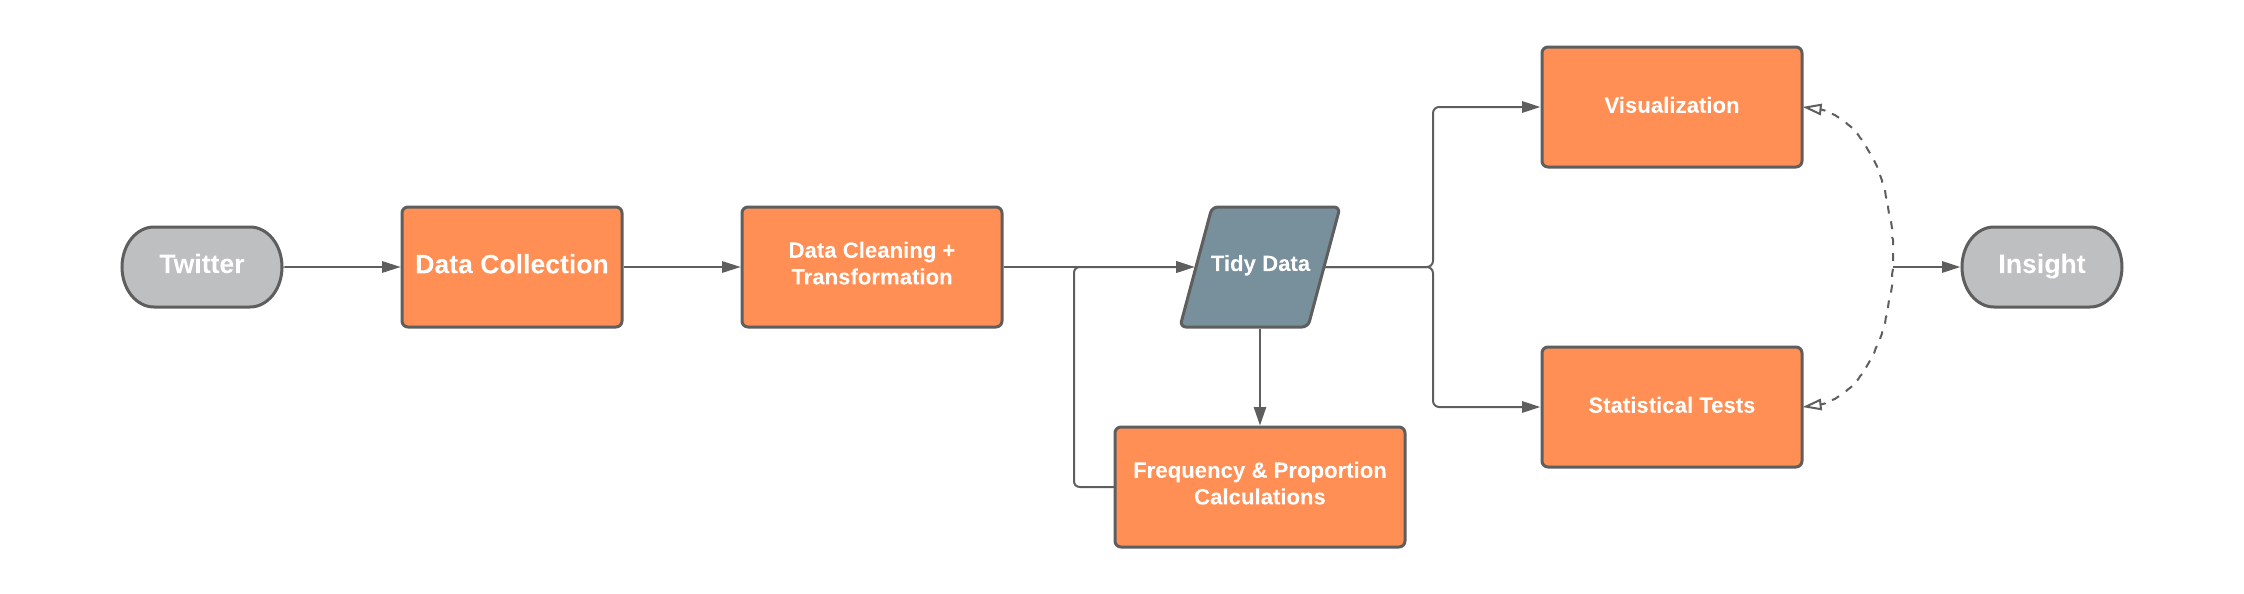 Twitter
Data Collection
Data Cleaning +
Transformation
Tidy Data
Frequency & Proportion
Calculations
Visualization
Statistical Tests
Insight